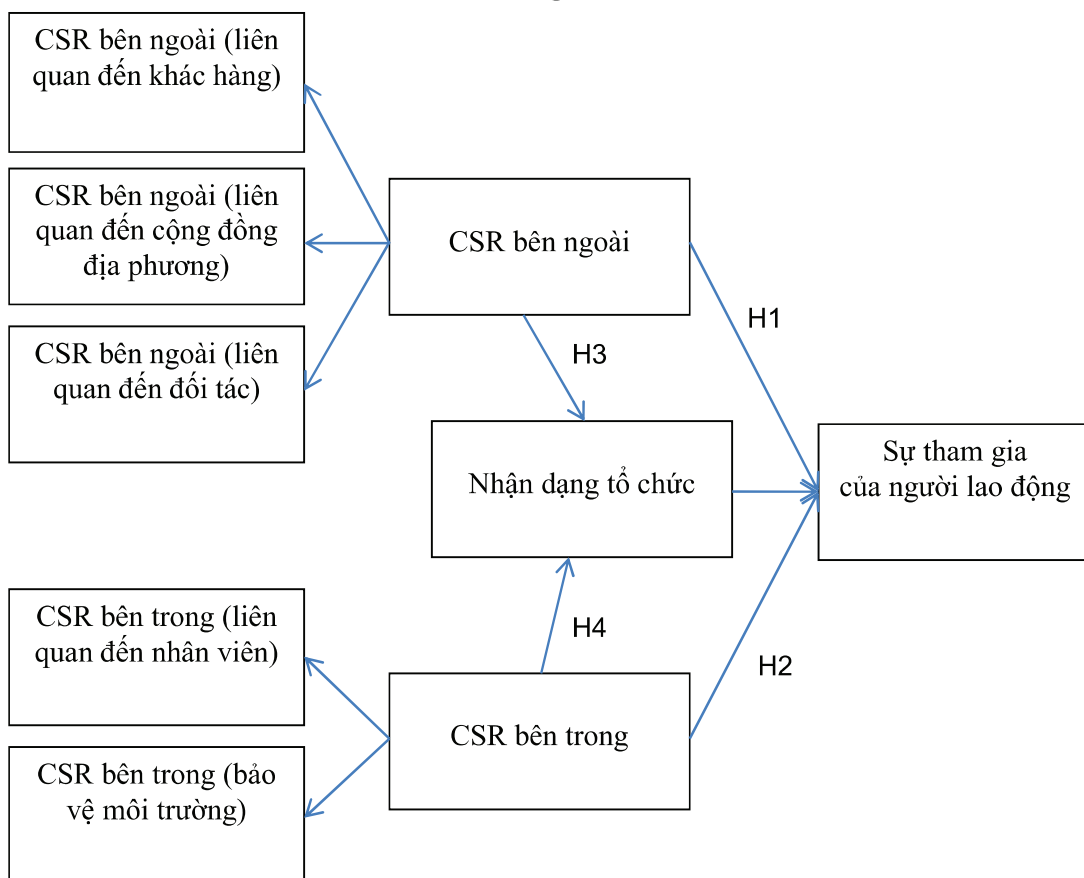 CSR bên ngoài (liên
quan đến khác hàng)
CSR bên ngoài (liên
quan đến cộng đồng
địa phương)
CSR bên ngoài (liên
quan đến đối tác)
CSR bên ngoài
H1
H3
Nhận dạng tổ chức
Sự tham gia
của người lao động
CSR bên trong (liên
quan đến nhân viên)
H4
H2
CSR bên trong
CSR bên trong (bảo
vệ môi trường)